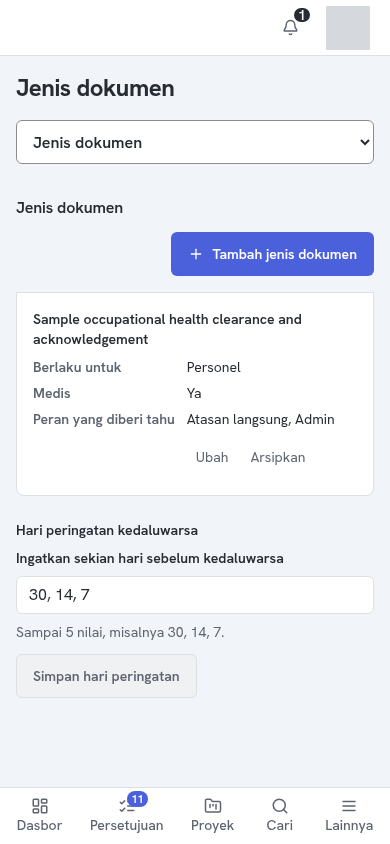 1
Jenis dokumen
Jenis dokumen
Jenis dokumen
Tambah jenis dokumen
Sample occupational health clearance and
acknowledgement
Berlaku untuk Personel
Medis Ya
Peran yang diberi tahu Atasan langsung, Admin
Ubah Arsipkan
Hari peringatan kedaluwarsa
Ingatkan sekian hari sebelum kedaluwarsa
30, 14, 7
Sampai 5 nilai, misalnya 30, 14, 7.
Simpan hari peringatan
11
Dasbor Persetujuan Proyek Cari Lainnya